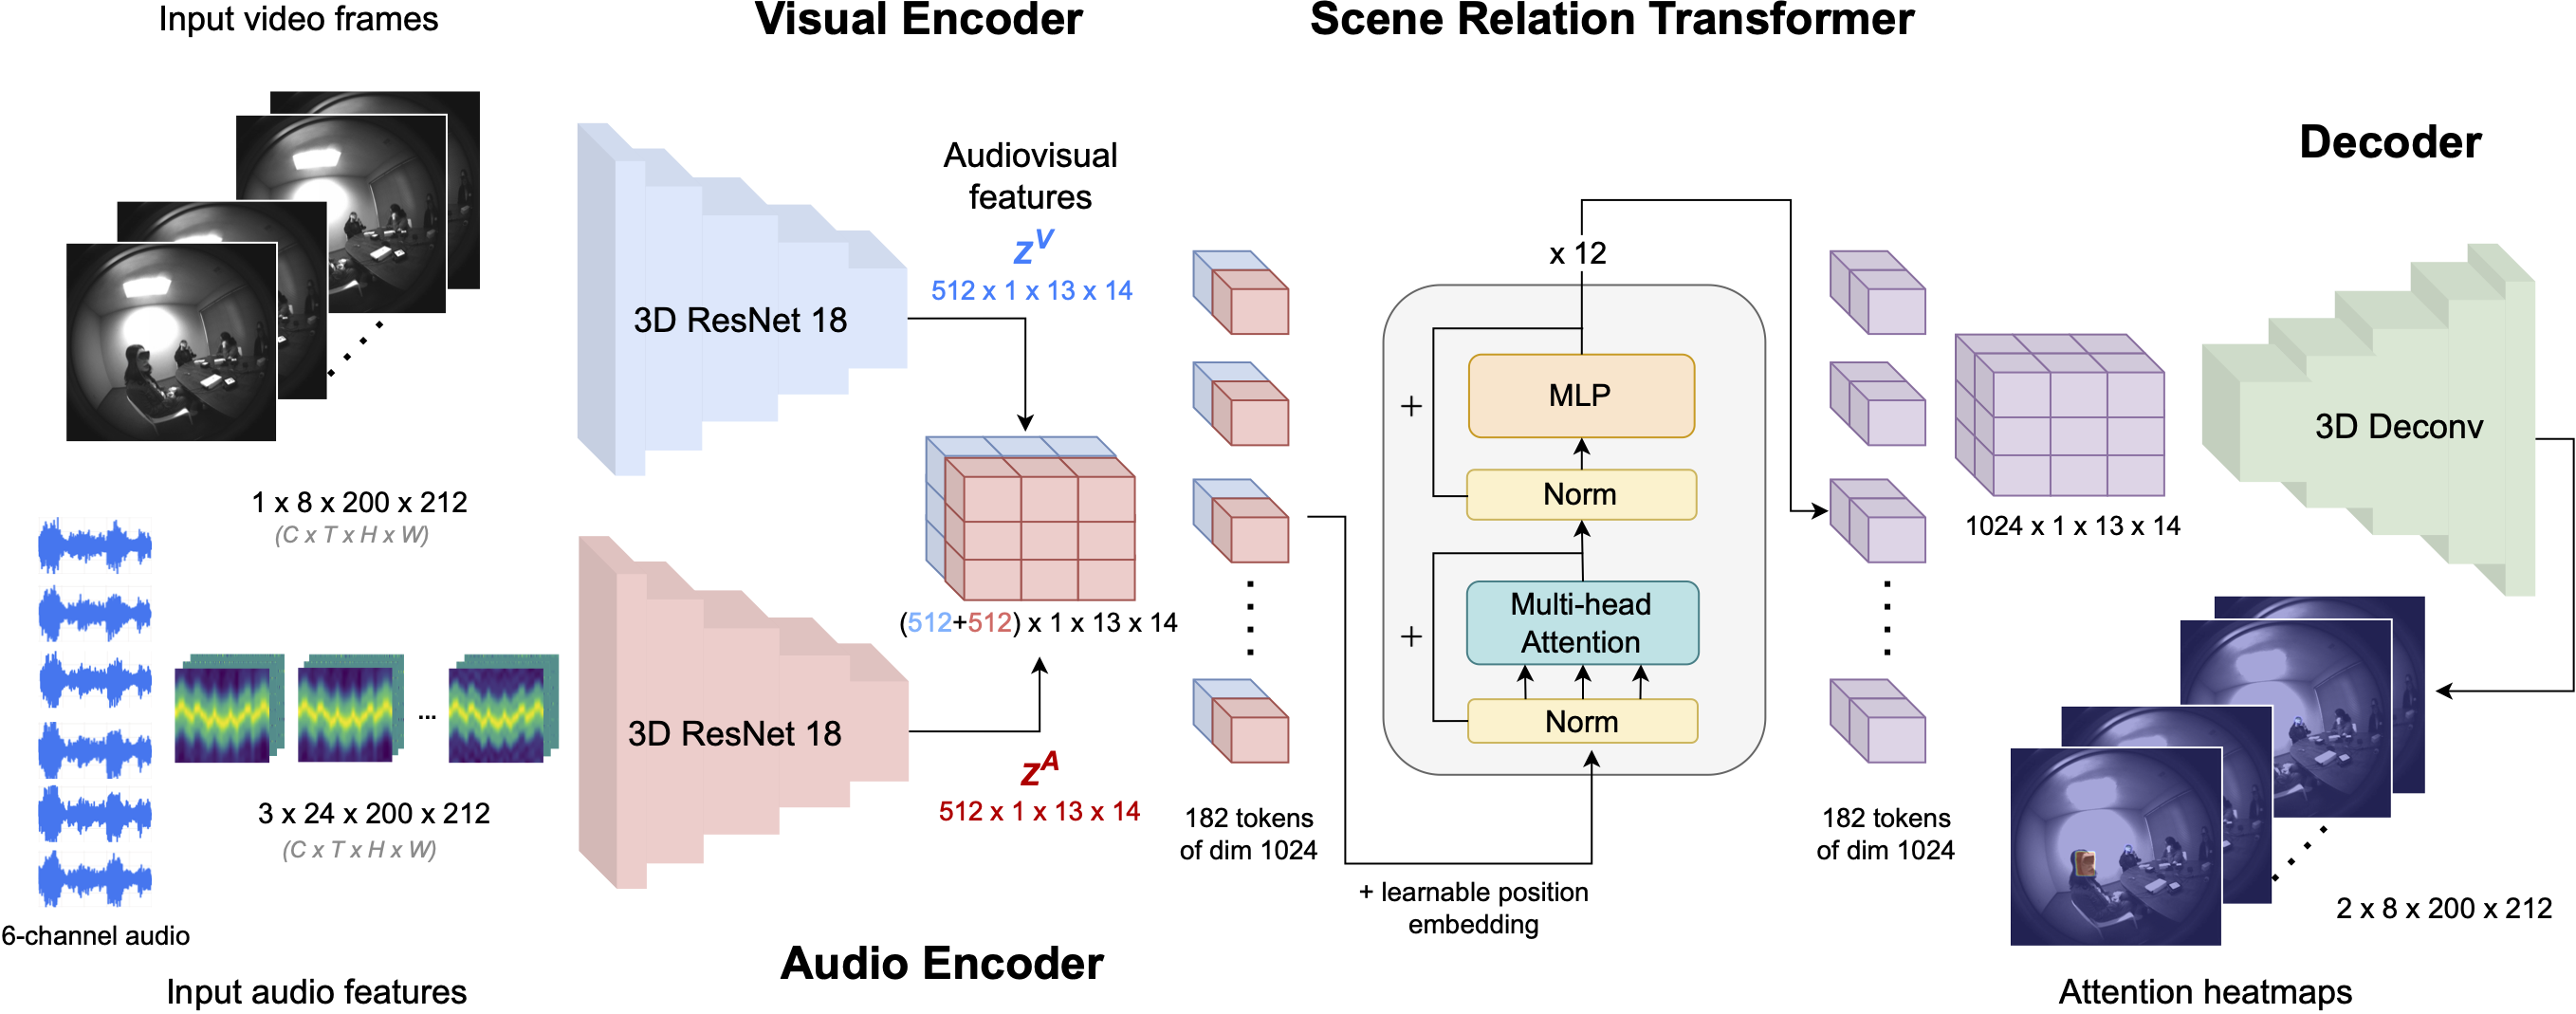 Input video frames
1 x 8 x 200 x 212
(C x T x H x W)
6-channel audio
3 x 24 x 200 x 212
(C x T x H x W)
...
Input audio features
Visual Encoder
3D ResNet 18
3D ResNet 18
Audio Encoder
Audiovisual
features
z^V
512 x 1 x 13 x 14
(512+512) x 1 x 13 x 14
z^A
512 x 1 x 13 x 14
Scene Relation Transformer
182 tokens
of dim 1024
x 12
MLP
+
Norm
Multi-head
Attention
+
Norm
+ learnable position
embedding
182 tokens
of dim 1024
1024 x 1 x 13 x 14
Decoder
3D Deconv
2 x 8 x 200 x 212
Attention heatmaps